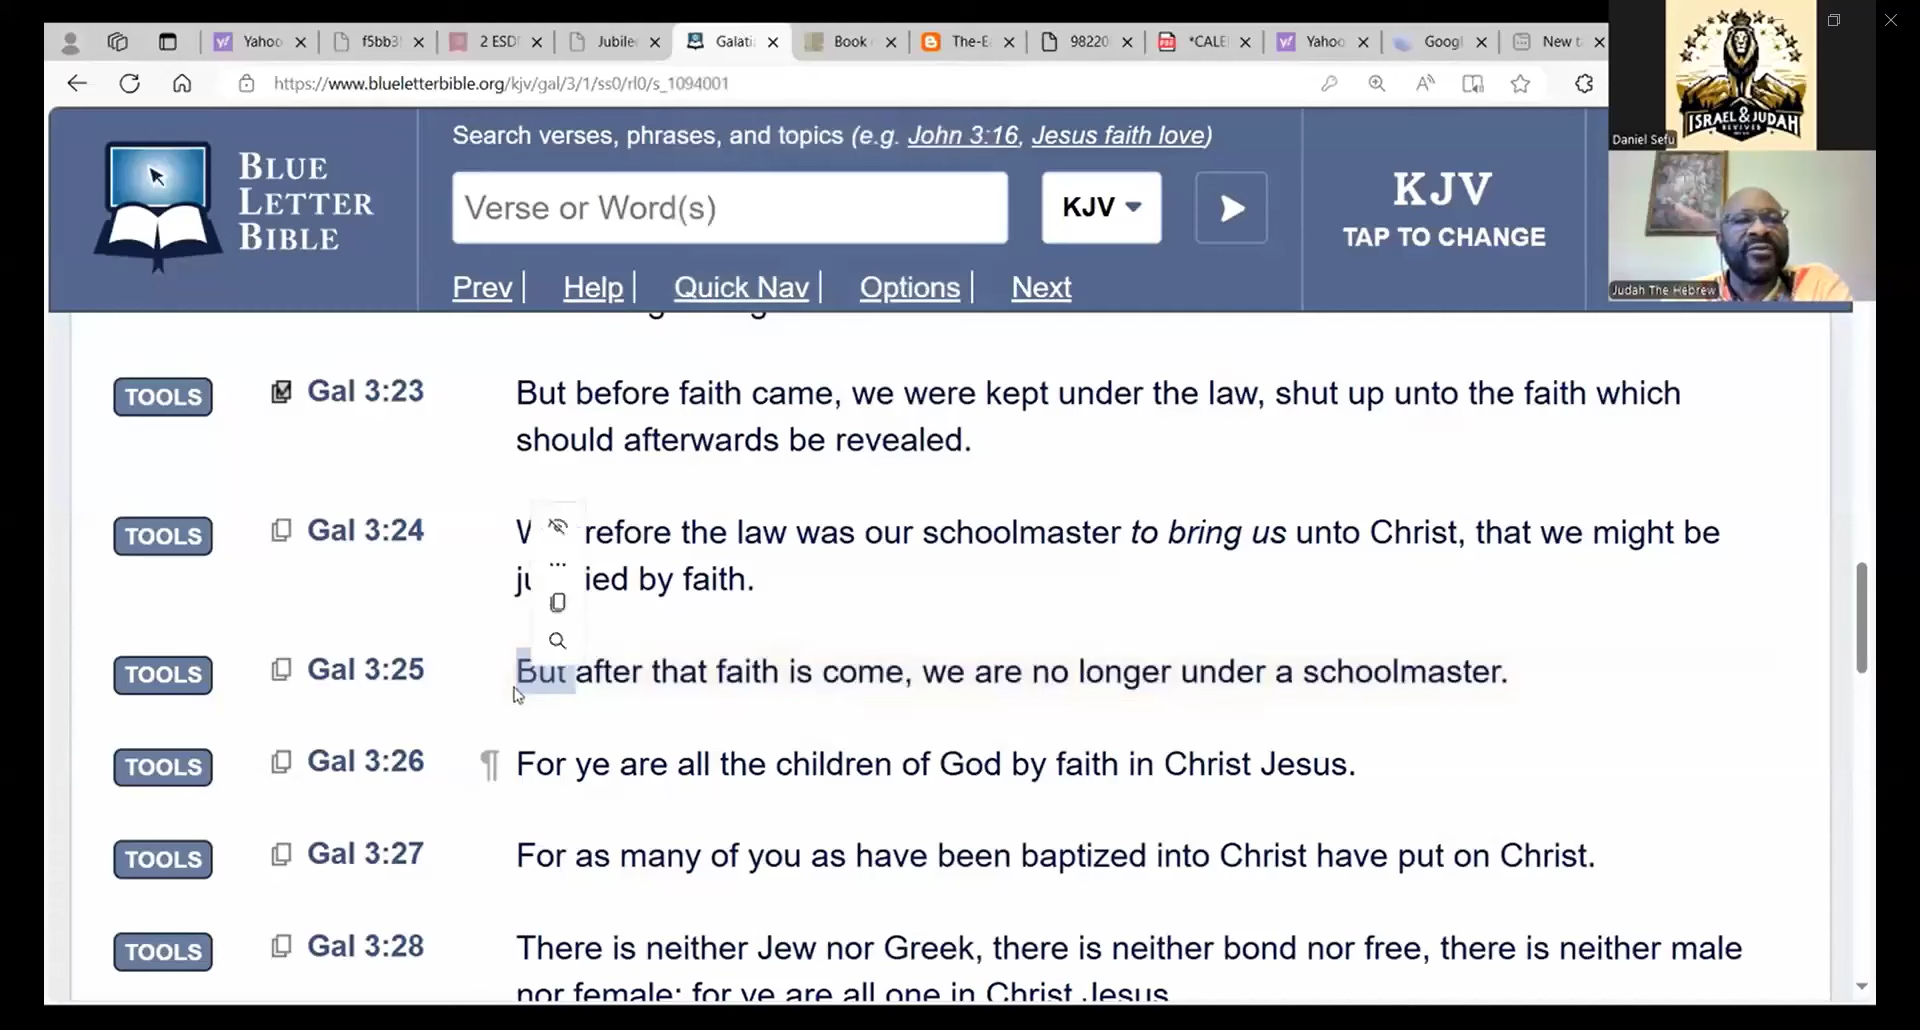 Yahoo
f5bb3
2 ESD
Jubile
Galati
Book
The-E
98220
*CALE
Yahoo
Googl
New t
https://www.blueletterbible.org/kjv/gal/3/1/ss0/rl0/s_1094001
ISRAEL & JUDAH
Daniel Sefu
Judah The Hebrew
BLUE
LETTER
BIBLE
Search verses, phrases, and topics (e.g. John 3:16, Jesus faith love)
Verse or Word(s)
KJV
KJV
TAP TO CHANGE
Prev | Help | Quick Nav | Options | Next
TOOLS Gal 3:23 But before faith came, we were kept under the law, shut up unto the faith which
should afterwards be revealed.
TOOLS Gal 3:24 W refore the law was our schoolmaster to bring us unto Christ, that we might be
ju ied by faith.
TOOLS Gal 3:25 But after that faith is come, we are no longer under a schoolmaster.
TOOLS Gal 3:26 ¶ For ye are all the children of God by faith in Christ Jesus.
TOOLS Gal 3:27 For as many of you as have been baptized into Christ have put on Christ.
TOOLS Gal 3:28 There is neither Jew nor Greek, there is neither bond nor free, there is neither male
nor female: for ye are all one in Christ Jesus